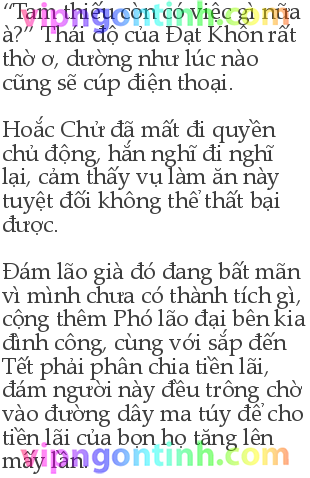 “Tam thiếu còn có việc gì nữa
vipngontinh.com
à?” Thái độ của Đạt Khôn rất
thờ ơ, dường như lúc nào
cũng sẽ cúp điện thoại.
Hoắc Chử đã mất đi quyền
chủ động, hắn nghĩ đi nghĩ
lại, cảm thấy vụ làm ăn này
tuyệt đối không thể thất bại
được.
Đám lão già đó đang bất mãn
vì mình chưa có thành tích gì,
cộng thêm Phó lão đại bên kia
đình công, cùng với sắp đến
Tết phải phân chia tiền lãi,
đám người này đều trông chờ
vào đường dây ma túy để cho
tiền lãi của bọn họ tăng lên
vipngontinh.com
mấy lần.